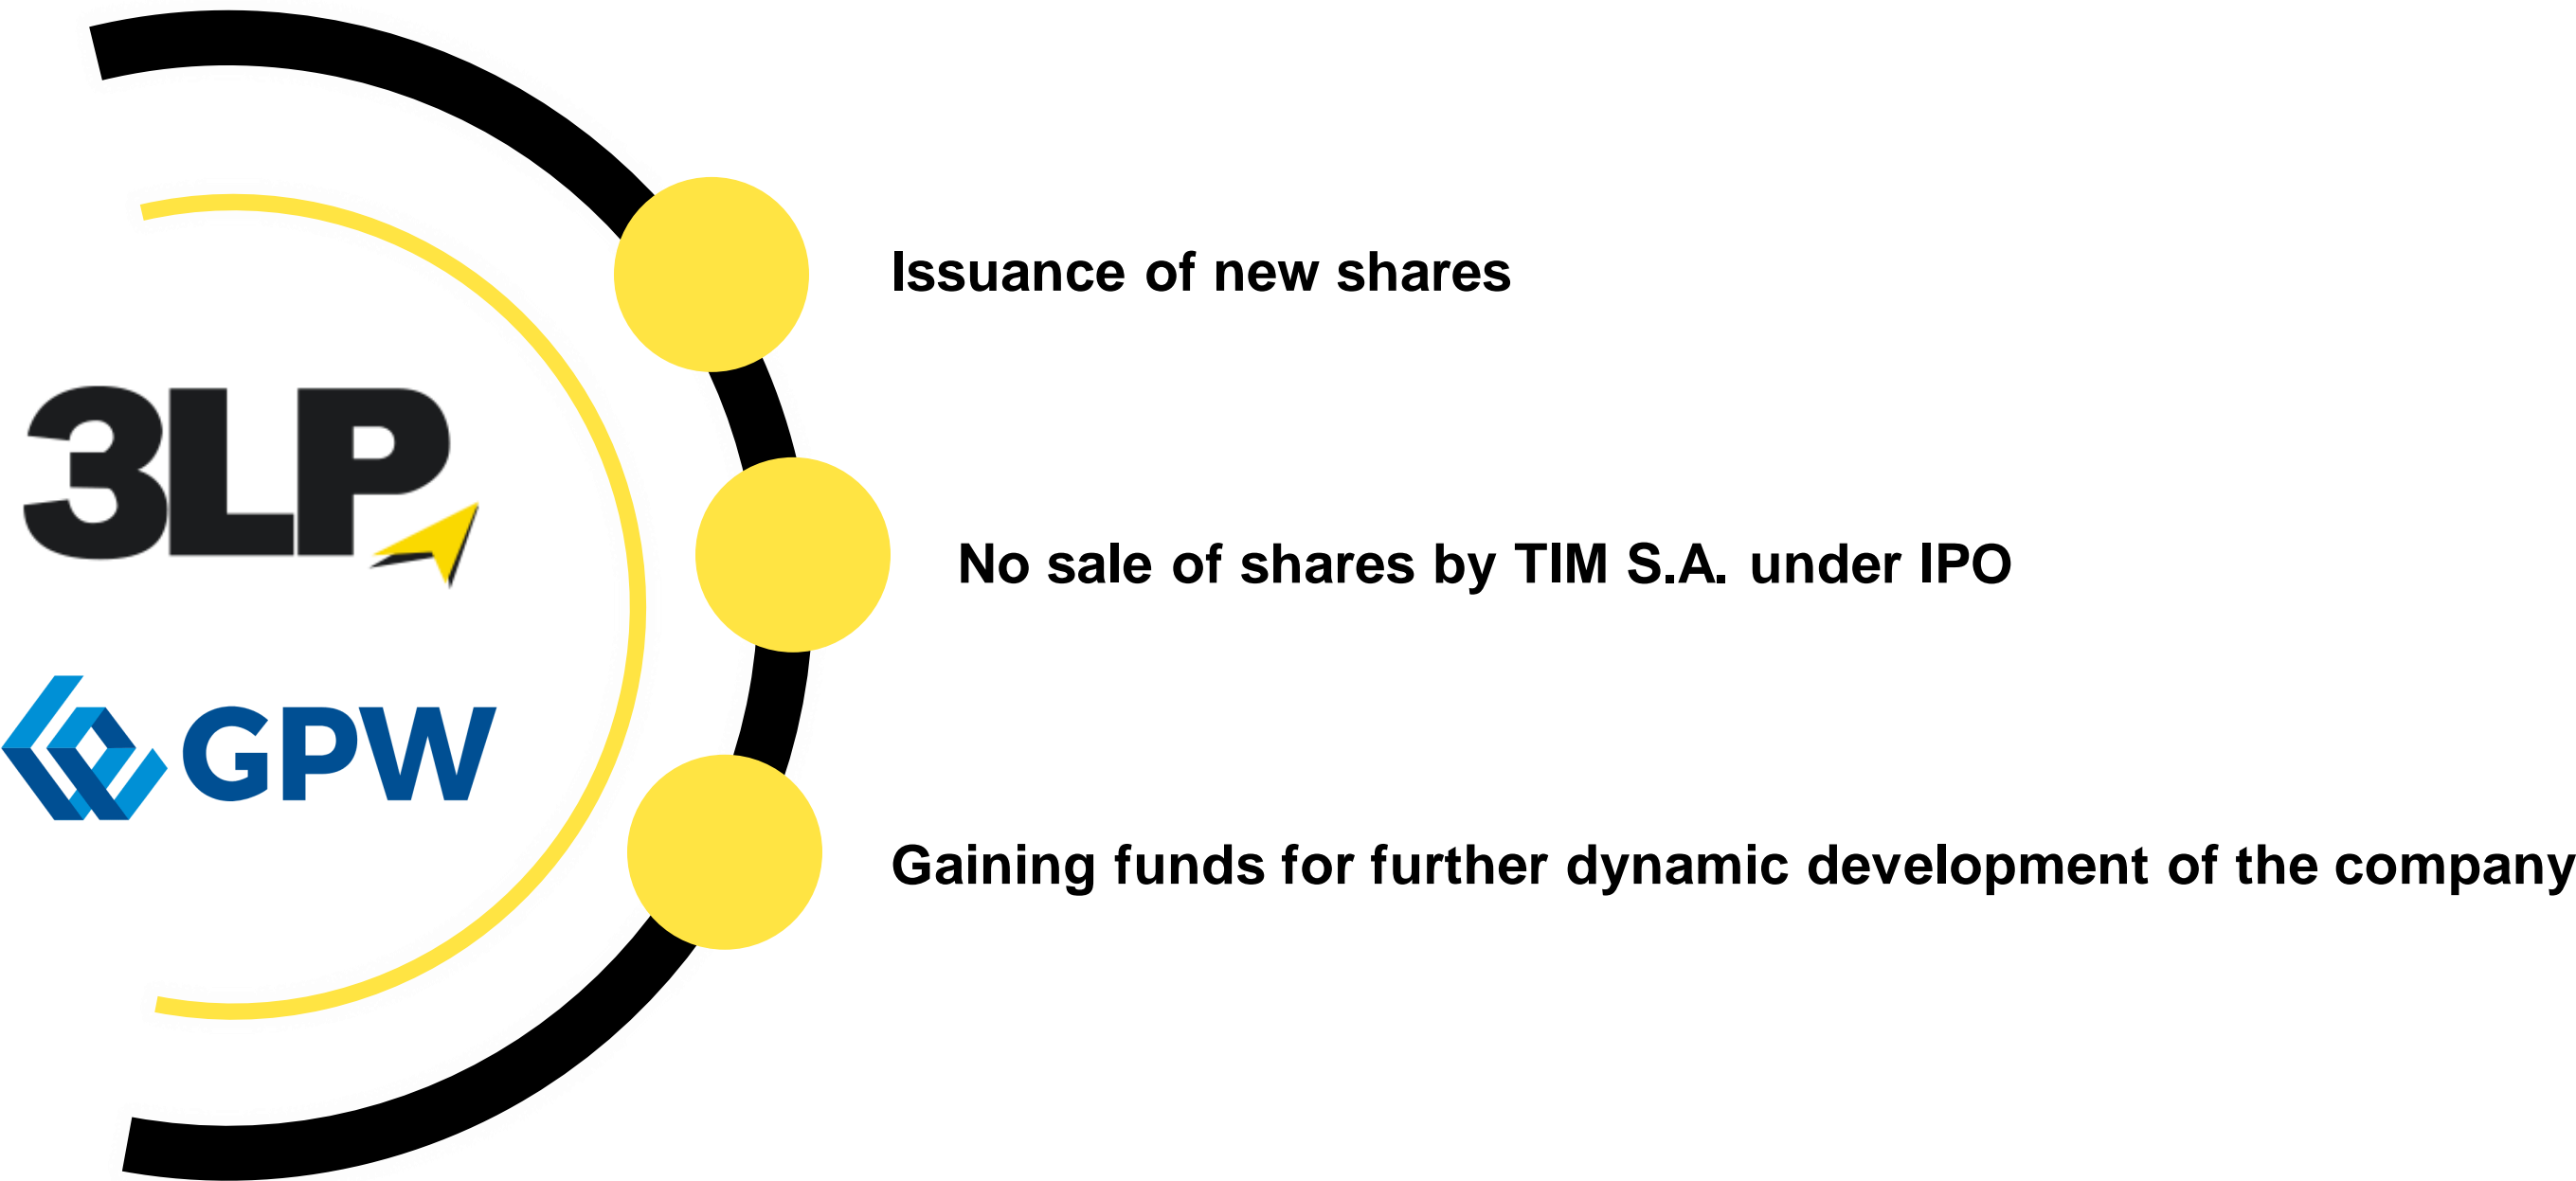 3LP
GPW
Issuance of new shares
No sale of shares by TIM S.A. under IPO
Gaining funds for further dynamic development of the company